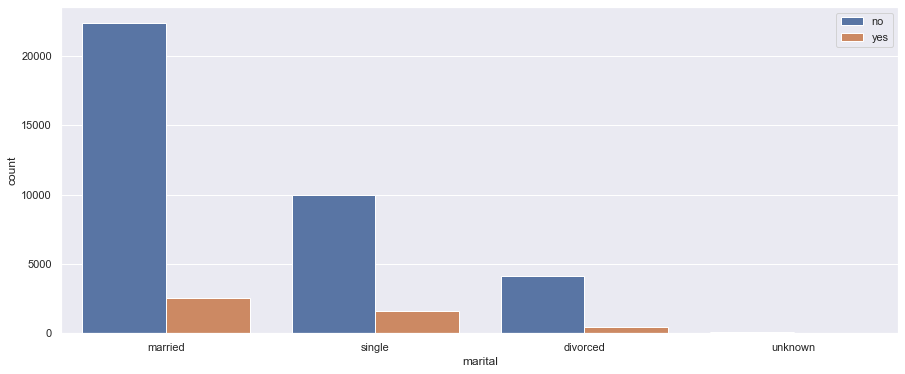 no
yes
20000
15000
10000
5000
0
count
married single divorced unknown
marital